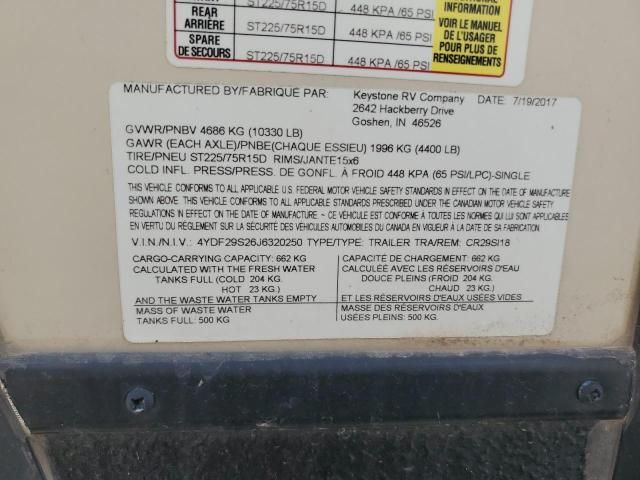 REAR
ARRIÈRE
ST225/75R15D
448 KPA /65 PSI
SPARE
DE SECOURS
ST225/75R15D
448 KPA /65 PSI
INFORMATION
VOIR LE MANUEL
DE L'USAGER
POUR PLUS DE
RENSEIGNEMENTS
MANUFACTURED BY/FABRIQUÉ PAR: Keystone RV Company DATE: 7/19/2017
2642 Hackberry Drive
Goshen, IN 46526
GVWR/PNBV 4686 KG (10330 LB)
GAWR (EACH AXLE)/PNBE(CHAQUE ESSIEU) 1996 KG (4400 LB)
TIRE/PNEU ST225/75R15D RIMS/JANTE15x6
COLD INFL. PRESS/PRESS. DE GONFL. À FROID 448 KPA (65 PSI/LPC)-SINGLE
THIS VEHICLE CONFORMS TO ALL APPLICABLE U.S. FEDERAL MOTOR VEHICLE SAFETY STANDARDS IN EFFECT ON THE DATE OF MANUFACTURE
SHOWN ABOVE. THIS VEHICLE CONFORMS TO ALL APPLICABLE STANDARDS PRESCRIBED UNDER THE CANADIAN MOTOR VEHICLE SAFETY
REGULATIONS IN EFFECT ON THE DATE OF MANUFACTURE ~ CE VÉHICULE EST CONFORME À TOUTES LES NORMES QUI LUI SONT APPLICABLES
EN VERTU DU RÈGLEMENT SUR LA SÉCURITÉ DES VÉHICULES AUTOMOBILES DU CANADA EN VIGUEUR À LA DATE DE SA FABRICATION.
V.I.N./N.I.V.: 4YDF29S26J6320250 TYPE/TYPE: TRAILER TRA/REM: CR29SI18
CARGO-CARRYING CAPACITY: 662 KG
CALCULATED WITH THE FRESH WATER
TANKS FULL (COLD 204 KG.
HOT 23 KG.)
AND THE WASTE WATER TANKS EMPTY
MASS OF WASTE WATER
TANKS FULL: 500 KG
CAPACITÉ DE CHARGEMENT: 662 KG
CALCULÉE AVEC LES RÉSERVOIRS D'EAU
DOUCE PLEINS (FROID 204 KG.
CHAUD 23 KG.)
ET LES RÉSERVOIRS D'EAUX USÉES VIDES
MASSE DES RÉSERVOIRS D'EAUX
USÉES PLEINS: 500 KG.